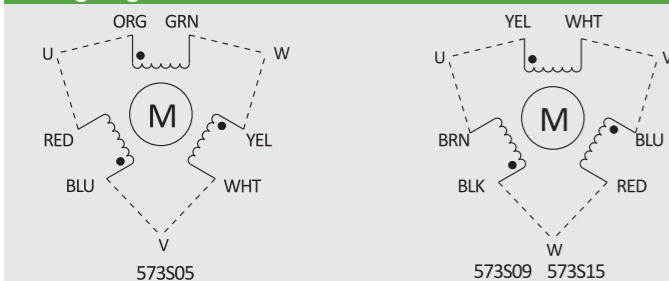 ORG GRN
U
W
M
RED
YEL
BLU
WHT
V
573S05
YEL WHT
U
V
M
BRN
BLU
BLK
RED
W
573S09 573S15